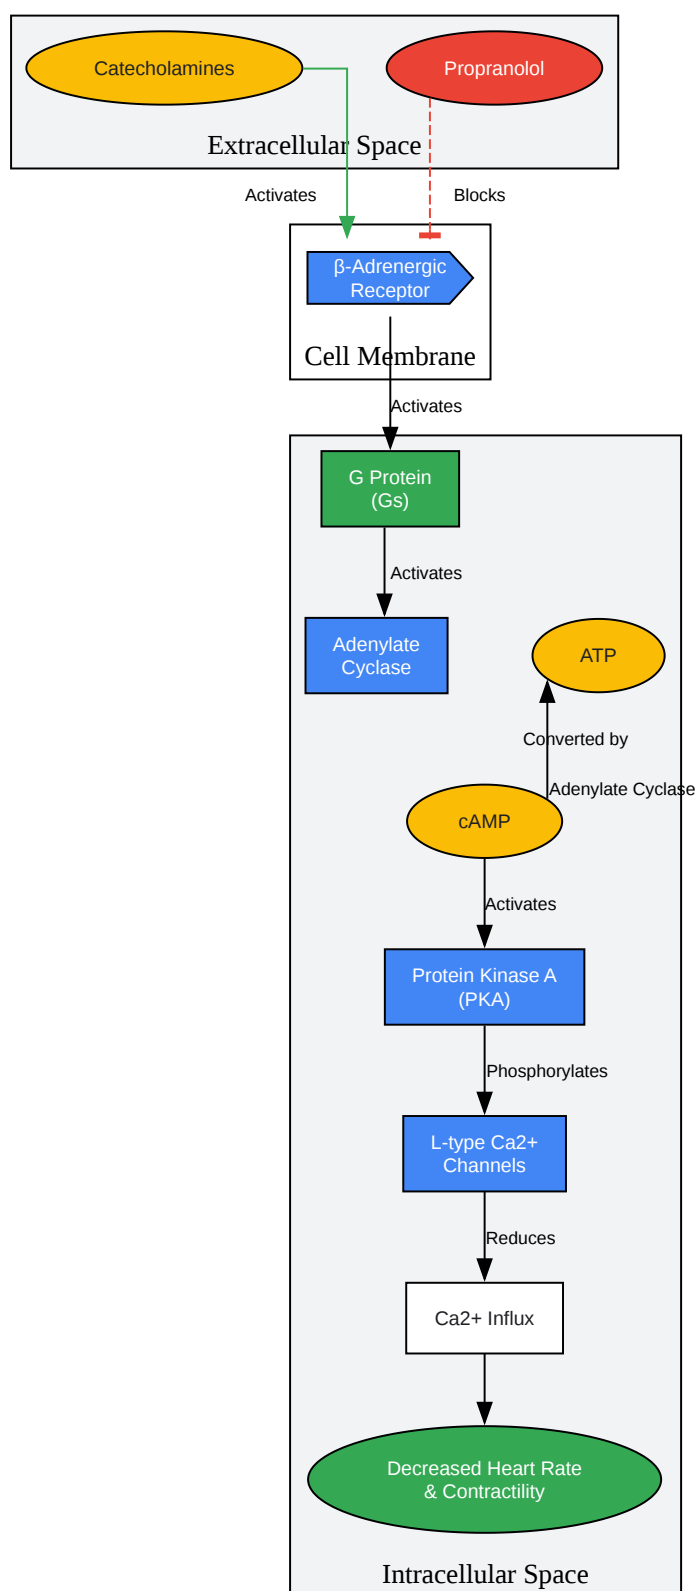 Catecholamines
Propranolol
Extracellular Space
Activates
Blocks
β-Adrenergic
Receptor
Cell Membrane
Activates
G Protein
(Gs)
Activates
Adenylate
Cyclase
ATP
Converted by
Adenylate Cyclase
cAMP
Activates
Protein Kinase A
(PKA)
Phosphorylates
L-type Ca2+
Channels
Reduces
Ca2+ Influx
Decreased Heart Rate
& Contractility
Intracellular Space